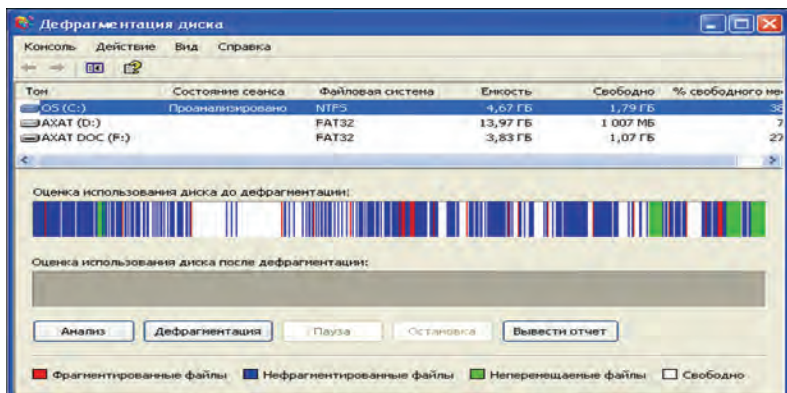 Дефрагментация диска
Консоль Действие Вид Справка
Том Состояние сеанса Файловая система Емкость Свободно % свободного ме
OS (C:) Проанализировано NTFS 4,67 ГБ 1,79 ГБ 38
AXAT (D:) FAT32 13,97 ГБ 1 007 МБ 7
AXAT DOC (F:) FAT32 3,83 ГБ 1,07 ГБ 27
Оценка использования диска до дефрагментации:
Оценка использования диска после дефрагментации:
Анализ Дефрагментация Пауза Остановка Вывести отчет
Фрагментированные файлы Нефрагментированные файлы Неперемещаемые файлы Свободно